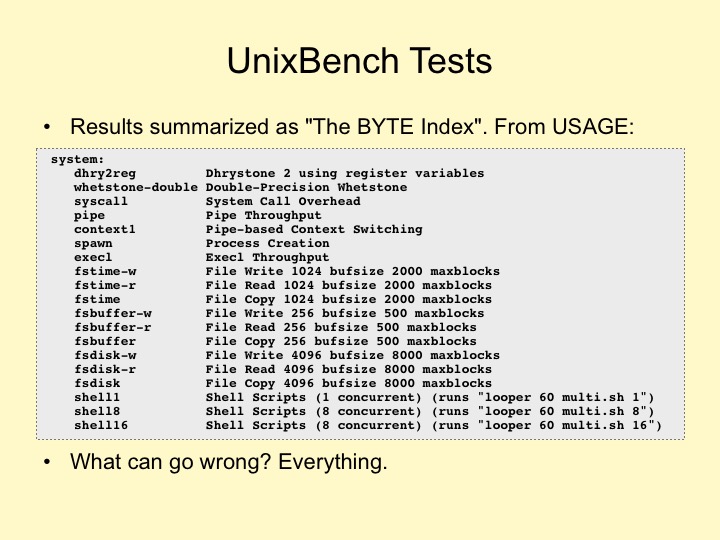 UnixBench Tests
• Results summarized as "The BYTE Index". From USAGE:
system:
dhry2reg Dhrystone 2 using register variables
whetstone-double Double-Precision Whetstone
syscall System Call Overhead
pipe Pipe Throughput
context1 Pipe-based Context Switching
spawn Process Creation
execl Execl Throughput
fstime-w File Write 1024 bufsize 2000 maxblocks
fstime-r File Read 1024 bufsize 2000 maxblocks
fstime File Copy 1024 bufsize 2000 maxblocks
fsbuffer-w File Write 256 bufsize 500 maxblocks
fsbuffer-r File Read 256 bufsize 500 maxblocks
fsbuffer File Copy 256 bufsize 500 maxblocks
fsdisk-w File Write 4096 bufsize 8000 maxblocks
fsdisk-r File Read 4096 bufsize 8000 maxblocks
fsdisk File Copy 4096 bufsize 8000 maxblocks
shell1 Shell Scripts (1 concurrent) (runs "looper 60 multi.sh 1")
shell8 Shell Scripts (8 concurrent) (runs "looper 60 multi.sh 8")
shell16 Shell Scripts (8 concurrent) (runs "looper 60 multi.sh 16")
• What can go wrong? Everything.